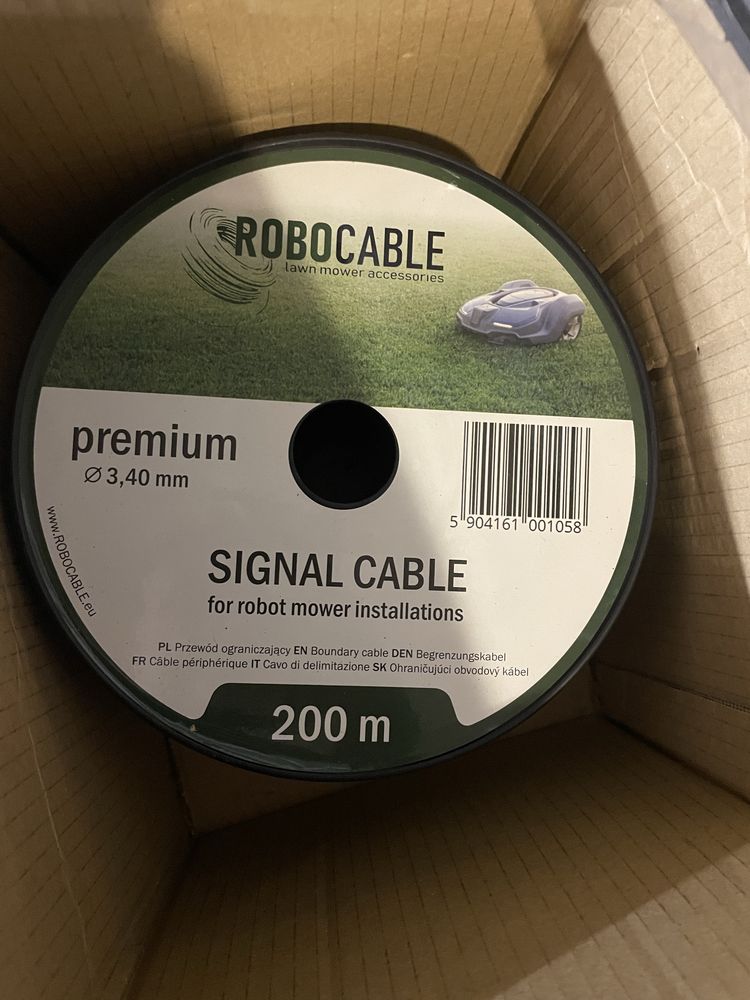 ROBOCABLE
lawn mower accessories
premium
Ø 3,40 mm
5 904161 001058
www.ROBOCABLE.eu
SIGNAL CABLE
for robot mower installations
PL Przewód ograniczający EN Boundary cable DEN Begrenzungskabel
FR Câble périphérique IT Cavo di delimitazione SK Ohraničujúci obvodový kábel
200 m